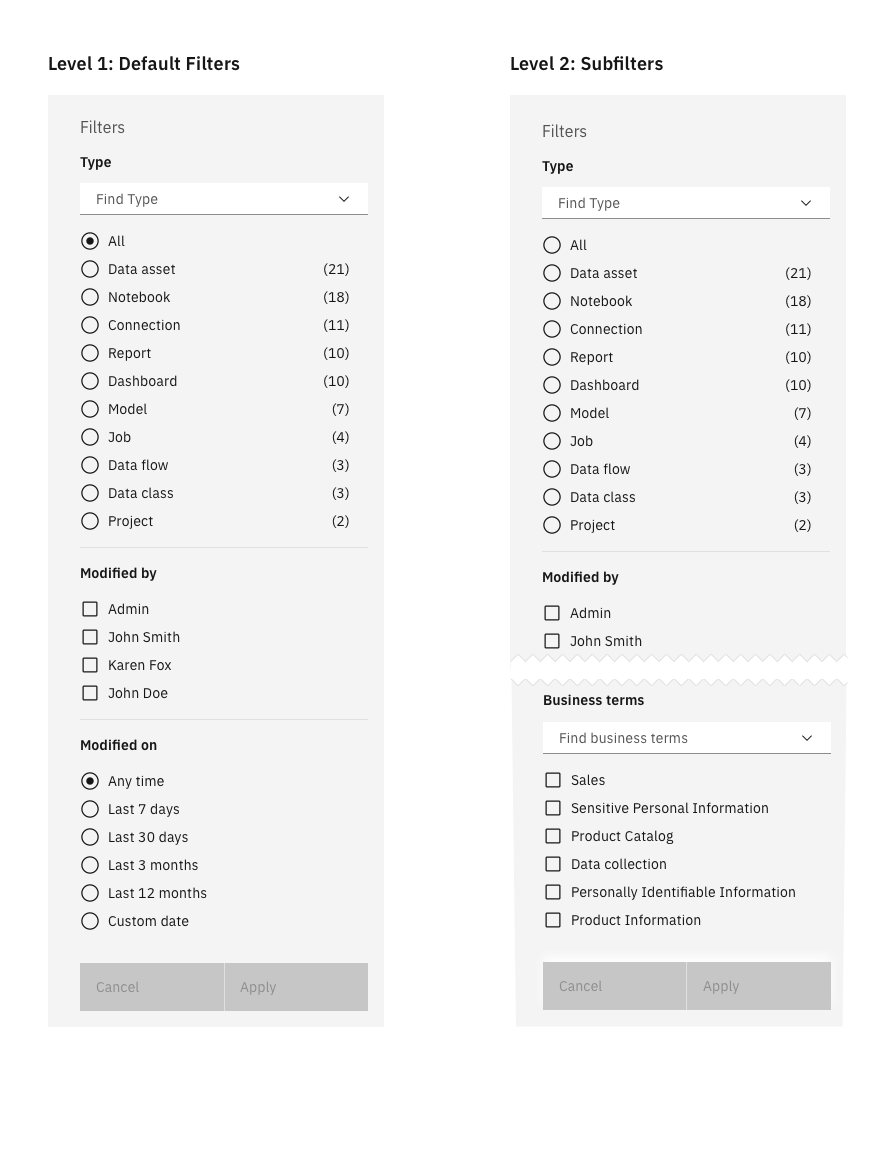 Level 1: Default Filters
Filters
Type
Find Type
All
Data asset (21)
Notebook (18)
Connection (11)
Report (10)
Dashboard (10)
Model (7)
Job (4)
Data flow (3)
Data class (3)
Project (2)
Modified by
Admin
John Smith
Karen Fox
John Doe
Modified on
Any time
Last 7 days
Last 30 days
Last 3 months
Last 12 months
Custom date
Cancel Apply
Level 2: Subfilters
Filters
Type
Find Type
All
Data asset (21)
Notebook (18)
Connection (11)
Report (10)
Dashboard (10)
Model (7)
Job (4)
Data flow (3)
Data class (3)
Project (2)
Modified by
Admin
John Smith
Business terms
Find business terms
Sales
Sensitive Personal Information
Product Catalog
Data collection
Personally Identifiable Information
Product Information
Cancel Apply